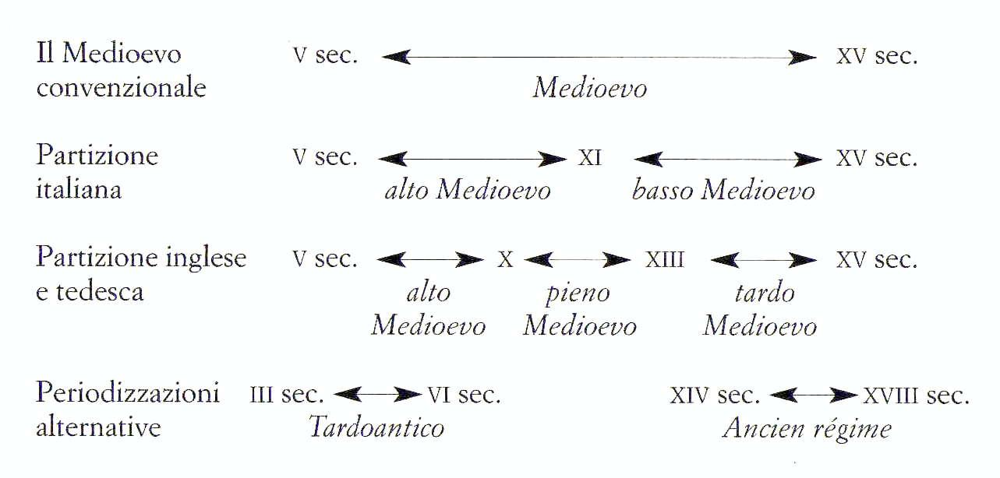 Il Medioevo convenzionale
V sec. XV sec.
Medioevo
Partizione italiana
V sec. XI XV sec.
alto Medioevo basso Medioevo
Partizione inglese e tedesca
V sec. X XIII XV sec.
alto Medioevo pieno Medioevo tardo Medioevo
Periodizzazioni alternative
III sec. VI sec. XIV sec. XVIII sec.
Tardoantico Ancien régime